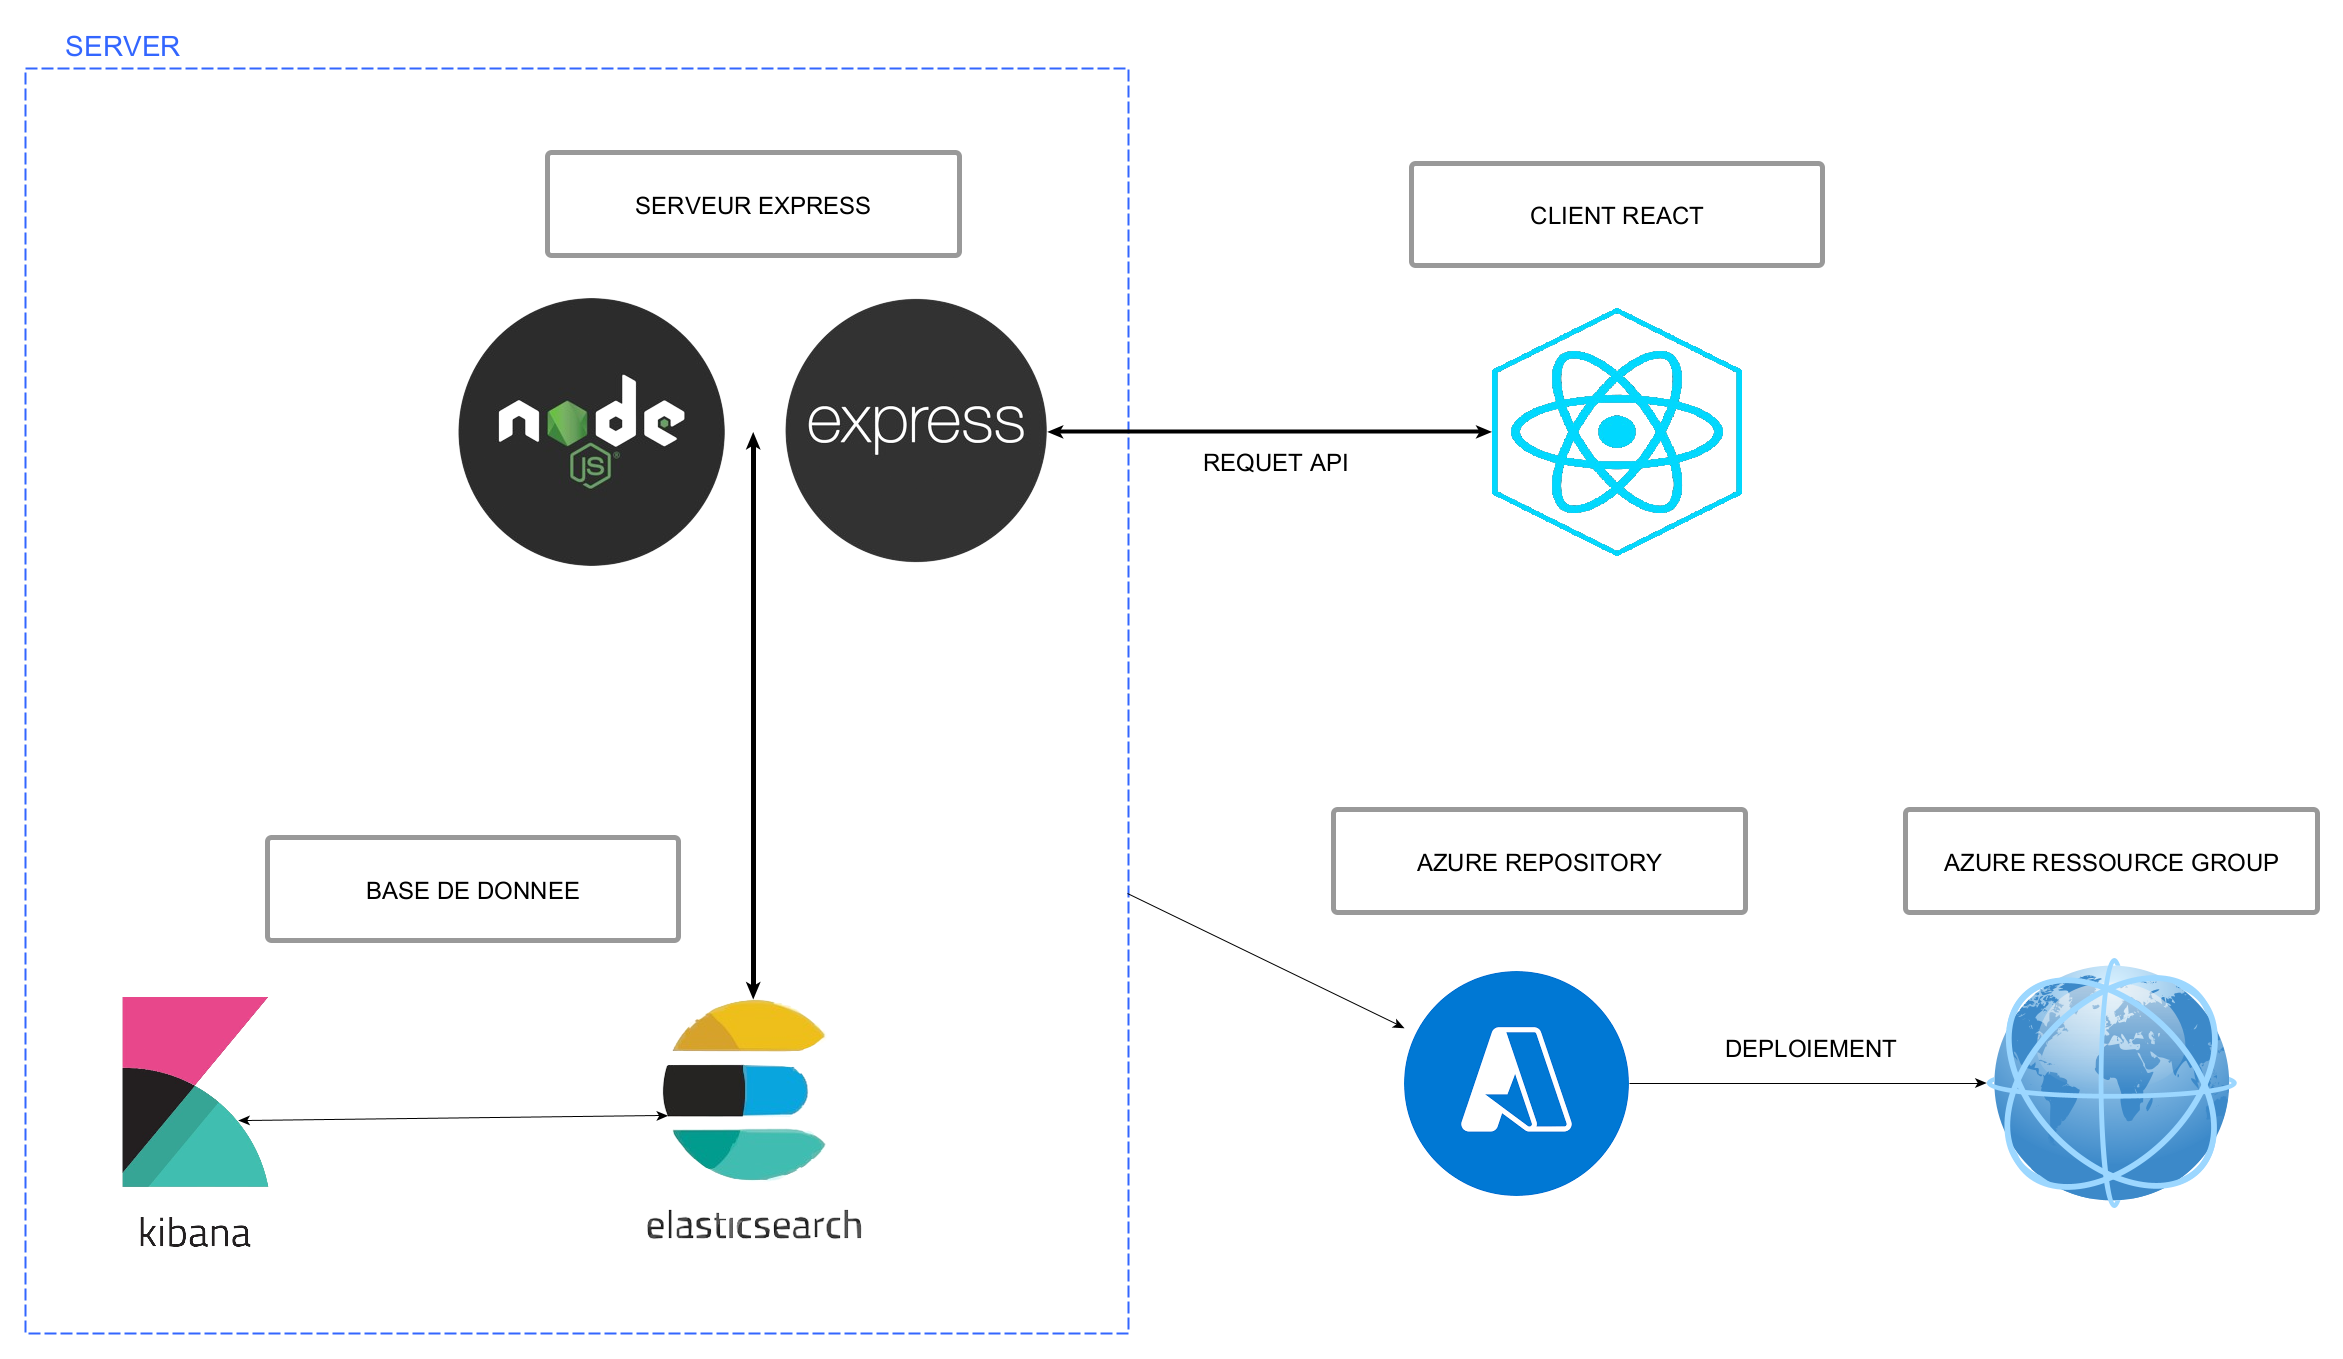 SERVER
SERVEUR EXPRESS
CLIENT REACT
node
JS
®
express
REQUET API
BASE DE DONNEE
AZURE REPOSITORY
AZURE RESSOURCE GROUP
DEPLOIEMENT
kibana
elasticsearch